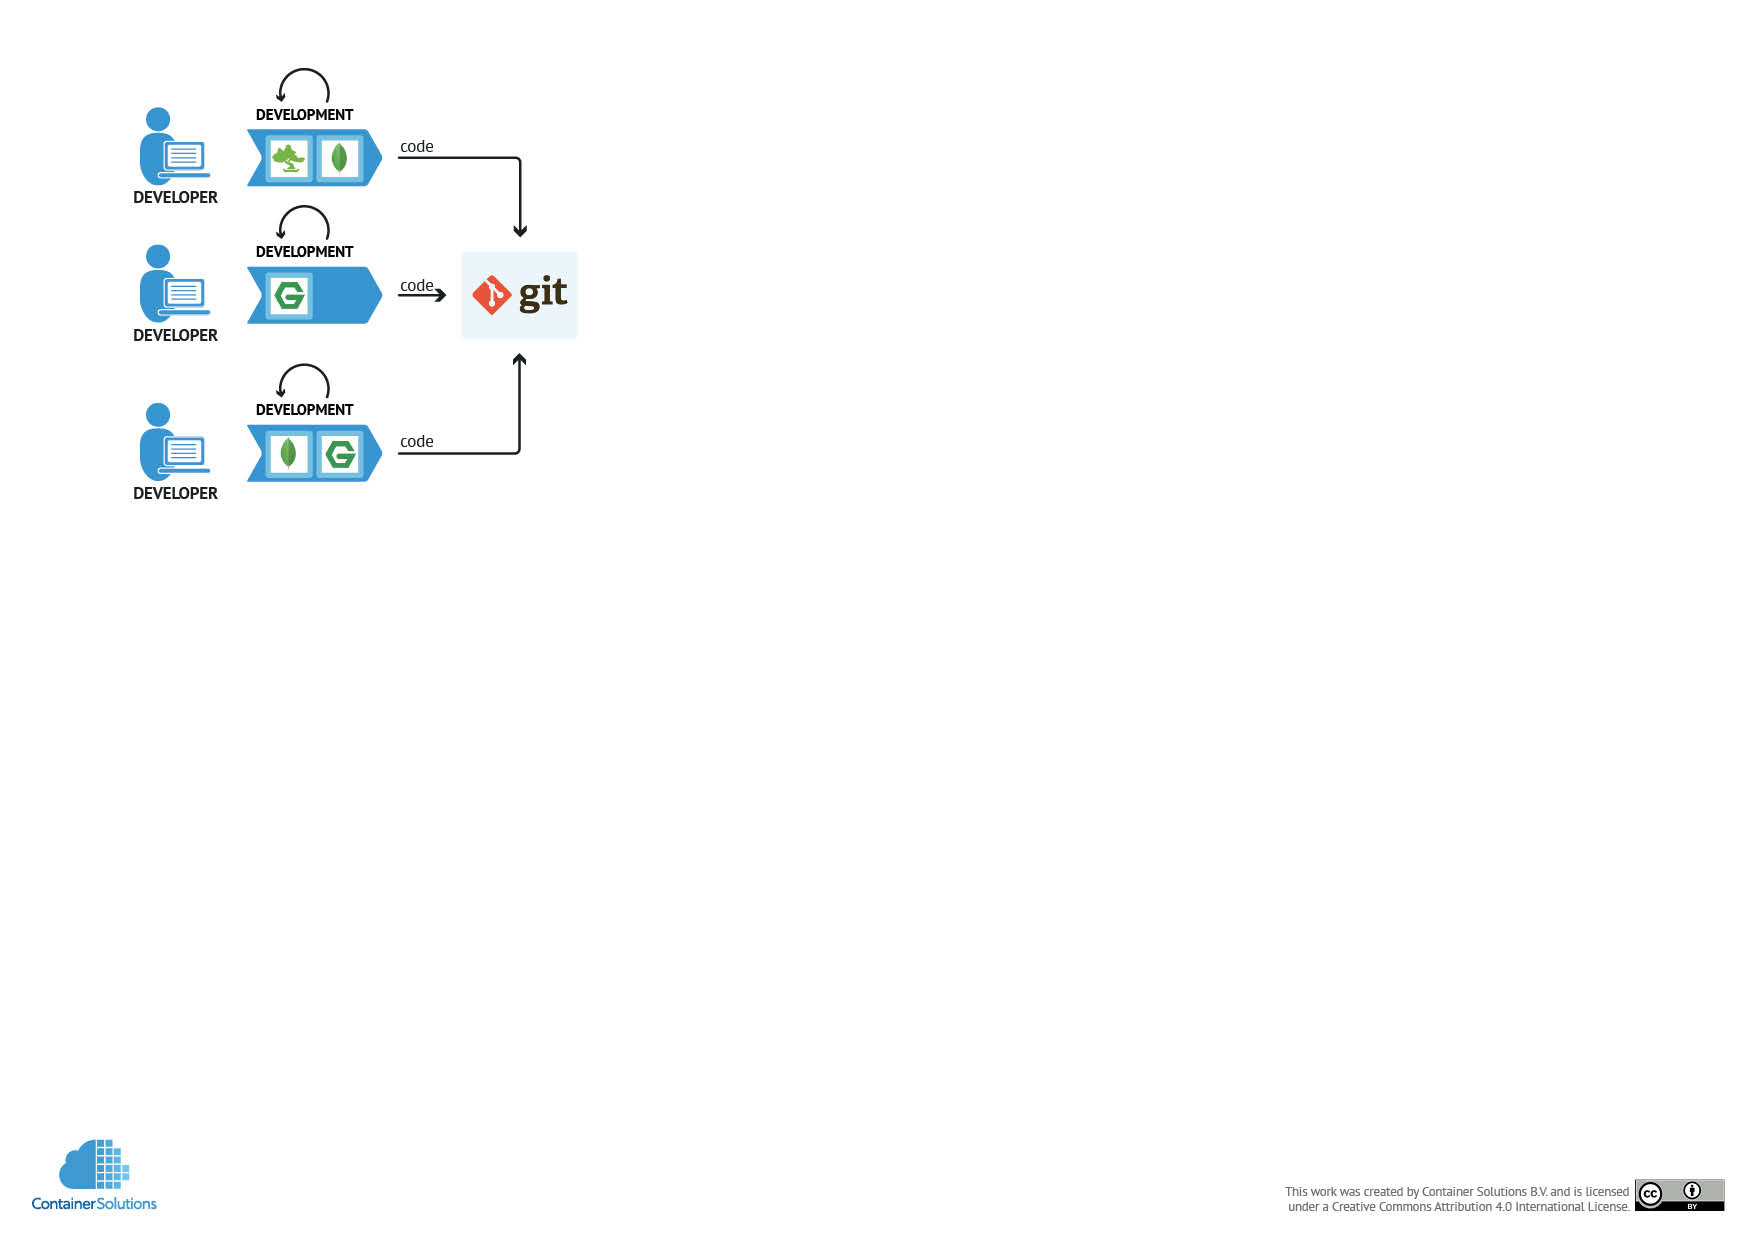 DEVELOPMENT
code
DEVELOPER
DEVELOPMENT
code
git
DEVELOPER
DEVELOPMENT
code
DEVELOPER
ContainerSolutions
This work was created by Container Solutions B.V. and is licensed
under a Creative Commons Attribution 4.0 International License.
cc
BY